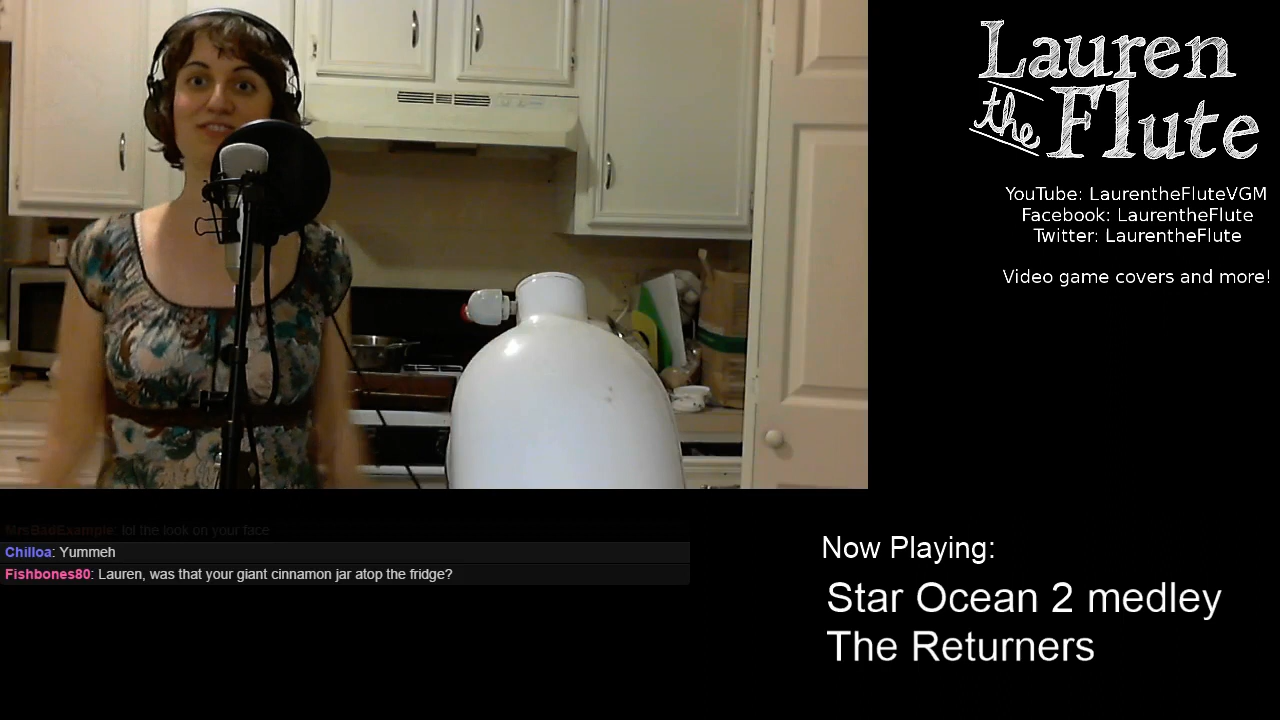 Lauren
the Flute
YouTube: LaurentheFluteVGM
Facebook: LaurentheFlute
Twitter: LaurentheFlute
Video game covers and more!
MrsBadExample: lol the look on your face
Chilloa: Yummeh
Fishbones80: Lauren, was that your giant cinnamon jar atop the fridge?
Now Playing:
Star Ocean 2 medley
The Returners